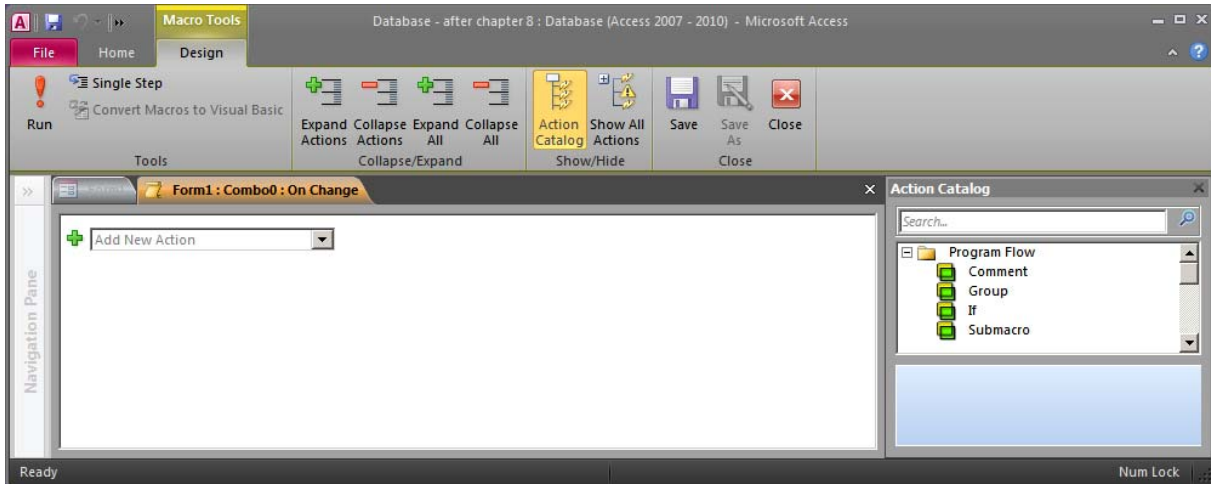 A
Macro Tools
Database - after chapter 8 : Database (Access 2007 - 2010) - Microsoft Access
File
Home
Design
Run
Single Step
Convert Macros to Visual Basic
Tools
Expand Actions
Collapse Actions
Expand All
Collapse All
Collapse/Expand
Action Catalog
Show All Actions
Show/Hide
Save
Save As
Close
Close
Form1 : Combo0 : On Change
Add New Action
Navigation Pane
Action Catalog
Search...
Program Flow
Comment
Group
If
Submacro
Ready
Num Lock